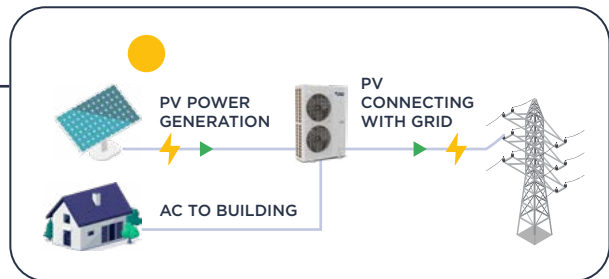 PV POWER
GENERATION
PV
CONNECTING
WITH GRID
AC TO BUILDING